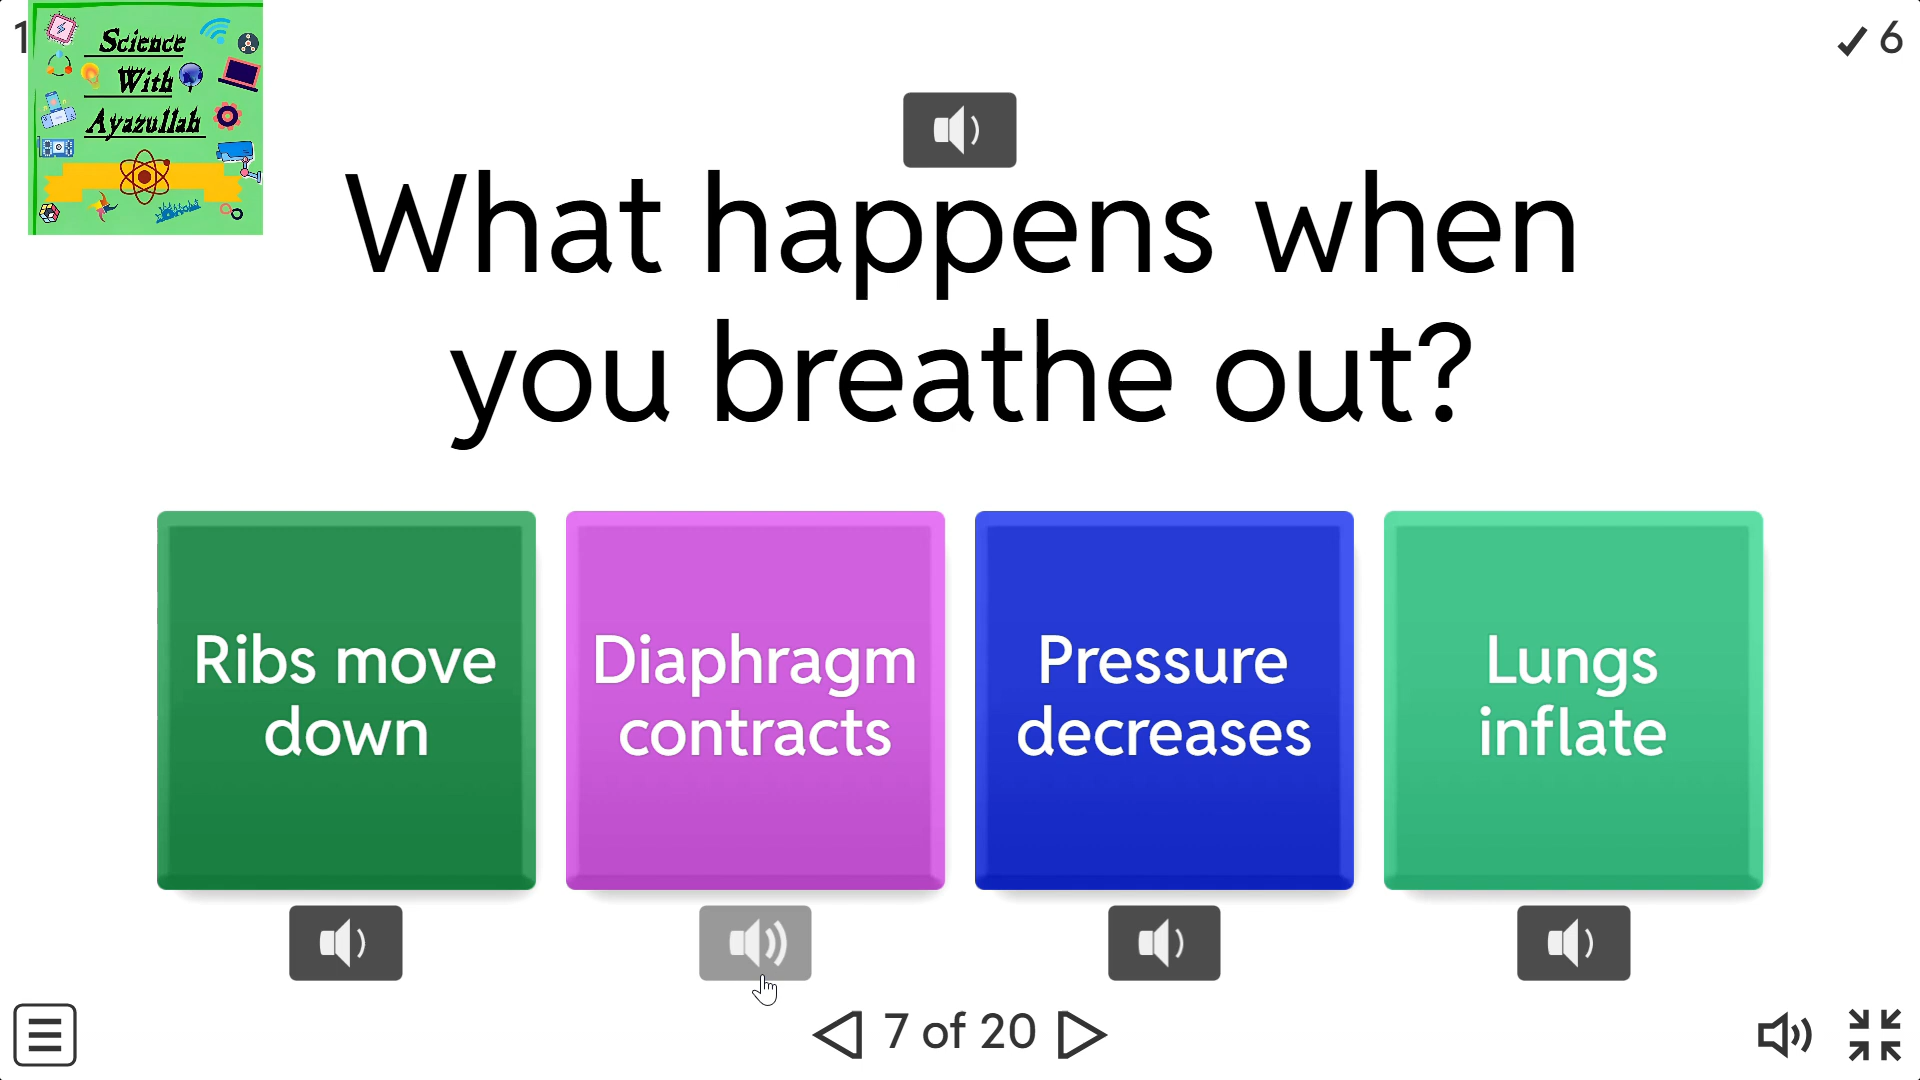 1
Science
With
Ayazullah
✓ 6
What happens when
you breathe out?
Ribs move
down
Diaphragm
contracts
Pressure
decreases
Lungs
inflate
7 of 20